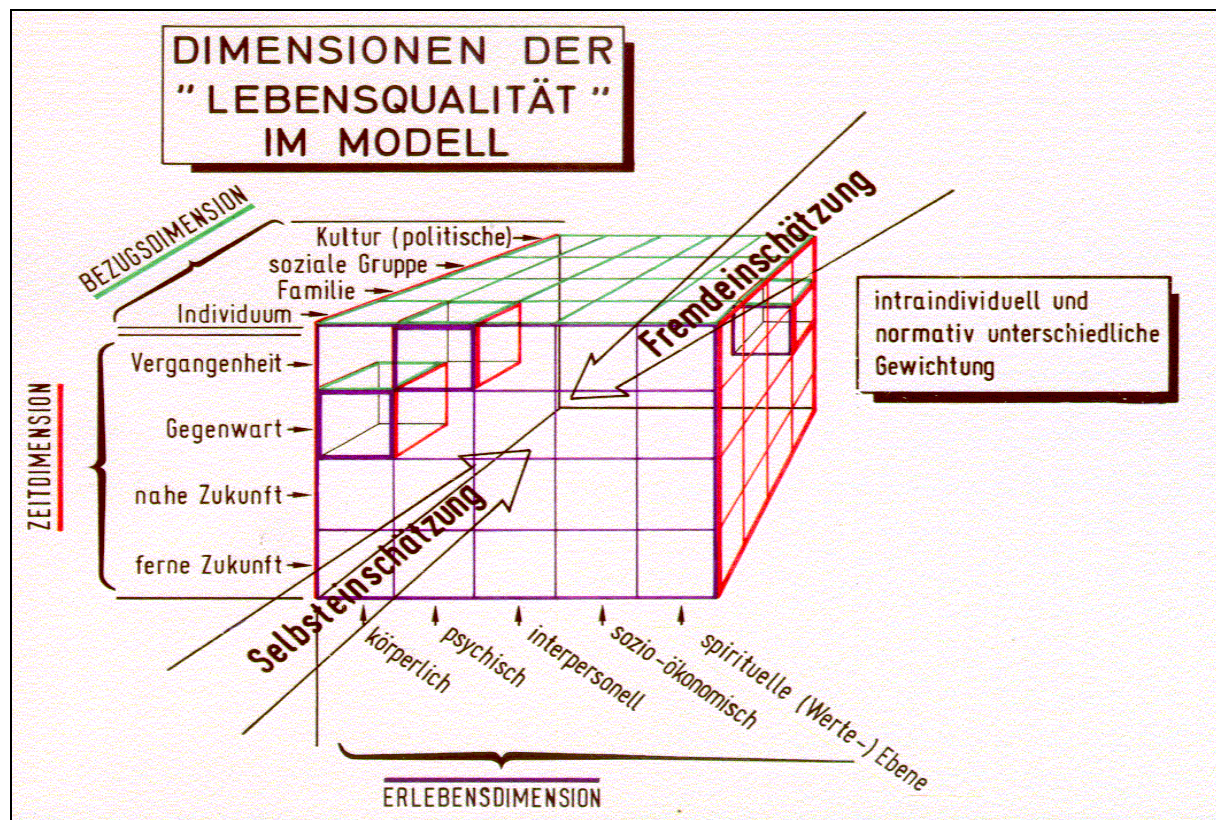 DIMENSIONEN DER
" LEBENSQUALITÄT "
IM MODELL
BEZUGSDIMENSION
Kultur (politische)
soziale Gruppe
Familie
Individuum
ZEITDIMENSION
Vergangenheit
Gegenwart
nahe Zukunft
ferne Zukunft
Fremdeinschätzung
Selbsteinschätzung
intraindividuell und
normativ unterschiedliche
Gewichtung
körperlich
psychisch
interpersonell
sozio-ökonomisch
spirituelle (Werte-) Ebene
ERLEBENSDIMENSION